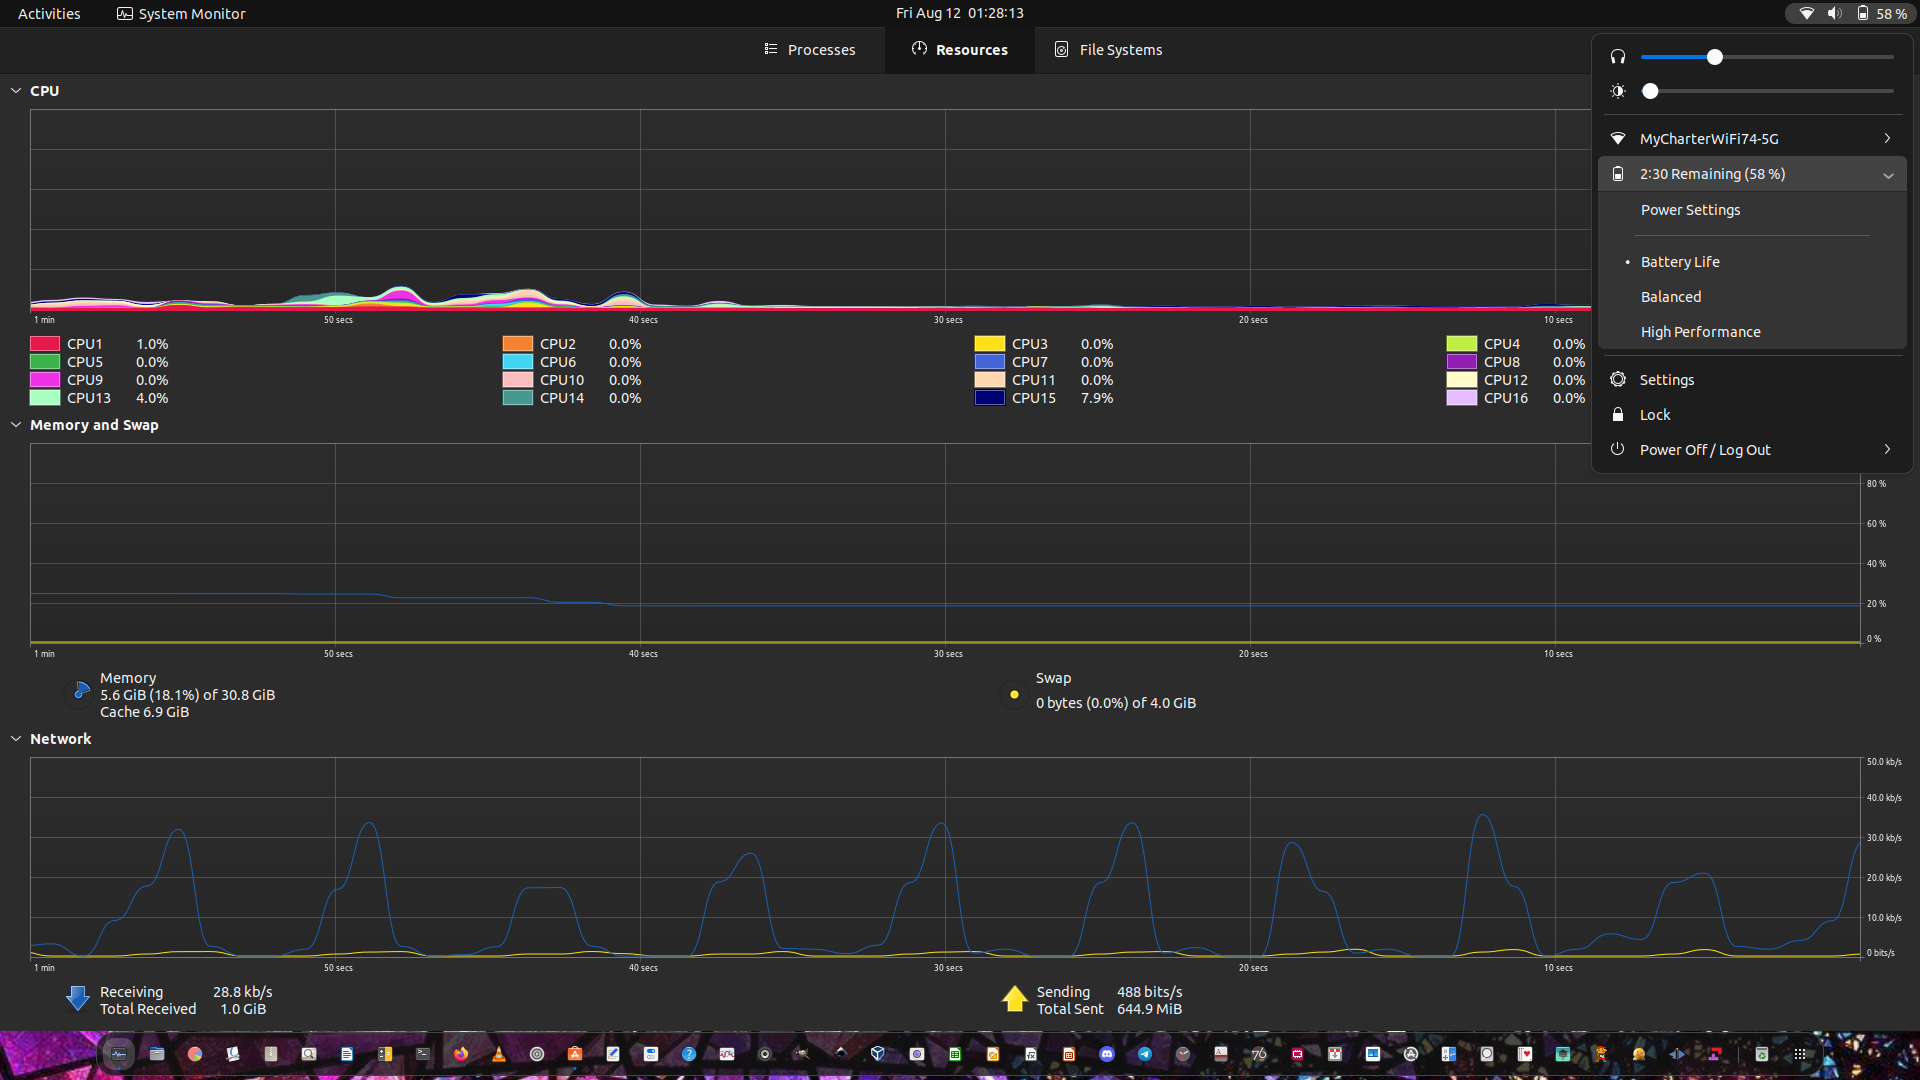 Activities
System Monitor
Fri Aug 12 01:28:13
58 %
Processes
Resources
File Systems
CPU
1 min
50 secs
40 secs
30 secs
20 secs
10 secs
CPU1 1.0%
CPU2 0.0%
CPU3 0.0%
CPU4 0.0%
CPU5 0.0%
CPU6 0.0%
CPU7 0.0%
CPU8 0.0%
CPU9 0.0%
CPU10 0.0%
CPU11 0.0%
CPU12 0.0%
CPU13 4.0%
CPU14 0.0%
CPU15 7.9%
CPU16 0.0%
MyCharterWiFi74-5G
2:30 Remaining (58 %)
Power Settings
Battery Life
Balanced
High Performance
Settings
Lock
Power Off / Log Out
Memory and Swap
80 %
60 %
40 %
20 %
0 %
1 min
50 secs
40 secs
30 secs
20 secs
10 secs
Memory
5.6 GiB (18.1%) of 30.8 GiB
Cache 6.9 GiB
Swap
0 bytes (0.0%) of 4.0 GiB
Network
50.0 kb/s
40.0 kb/s
30.0 kb/s
20.0 kb/s
10.0 kb/s
0 bits/s
1 min
50 secs
40 secs
30 secs
20 secs
10 secs
Receiving 28.8 kb/s
Total Received 1.0 GiB
Sending 488 bits/s
Total Sent 644.9 MiB
76